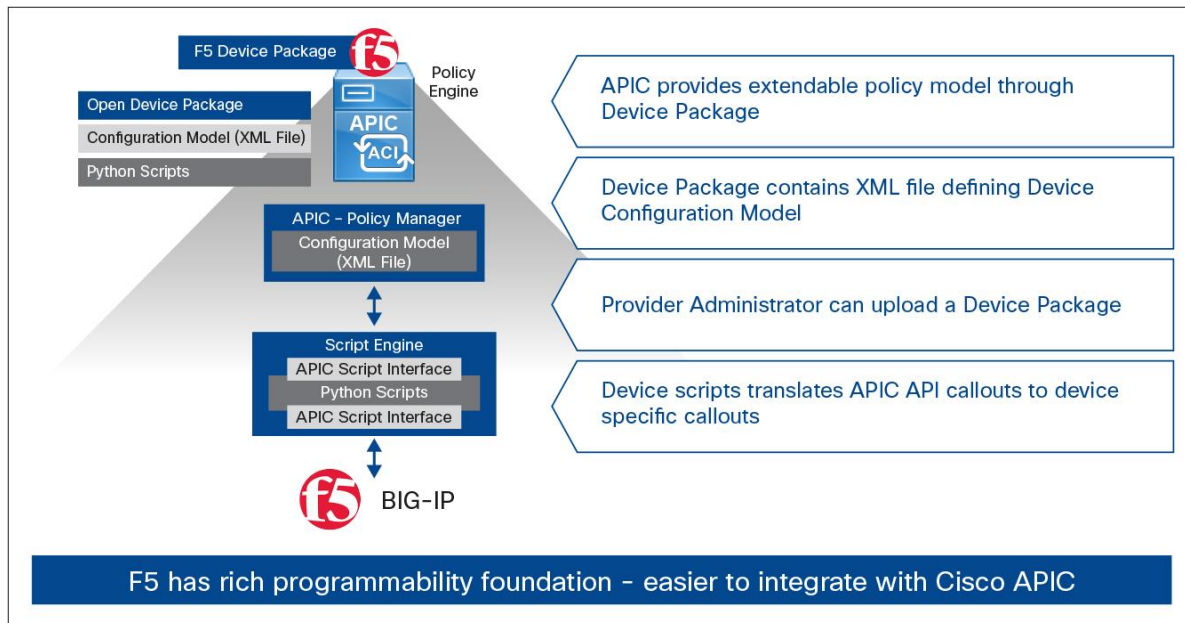 F5 Device Package
f5
Policy
Engine
Open Device Package
Configuration Model (XML File)
Python Scripts
APIC
ACI
APIC – Policy Manager
Configuration Model
(XML File)
Script Engine
APIC Script Interface
Python Scripts
APIC Script Interface
f5
BIG-IP
APIC provides extendable policy model through
Device Package
Device Package contains XML file defining Device
Configuration Model
Provider Administrator can upload a Device Package
Device scripts translates APIC API callouts to device
specific callouts
F5 has rich programmability foundation – easier to integrate with Cisco APIC